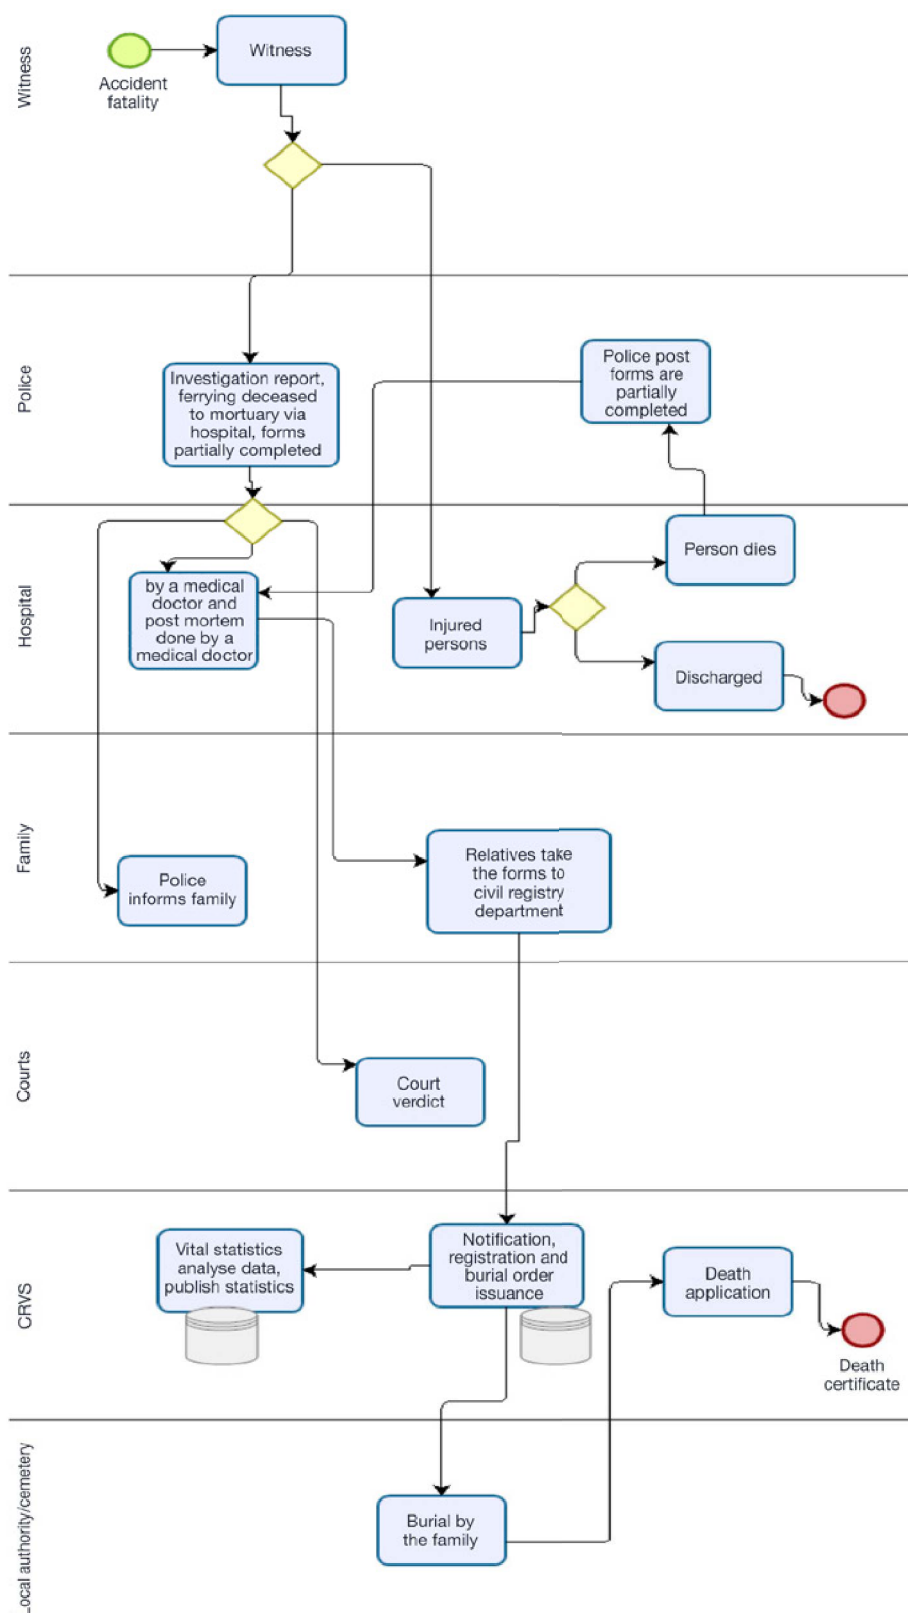 Witness
Accident
fatality
Witness
Police
Investigation report,
ferrying deceased
to mortuary via
hospital, forms
partially completed
Police post
forms are
partially
completed
Hospital
by a medical
doctor and
post mortem
done by a
medical doctor
Injured
persons
Person dies
Discharged
Family
Police
informs family
Relatives take
the forms to
civil registry
department
Courts
Court
verdict
CRVS
Vital statistics
analyse data,
publish statistics
Notification,
registration and
burial order
issuance
Death
application
Death
certificate
Local authority/cemetery
Burial by
the family